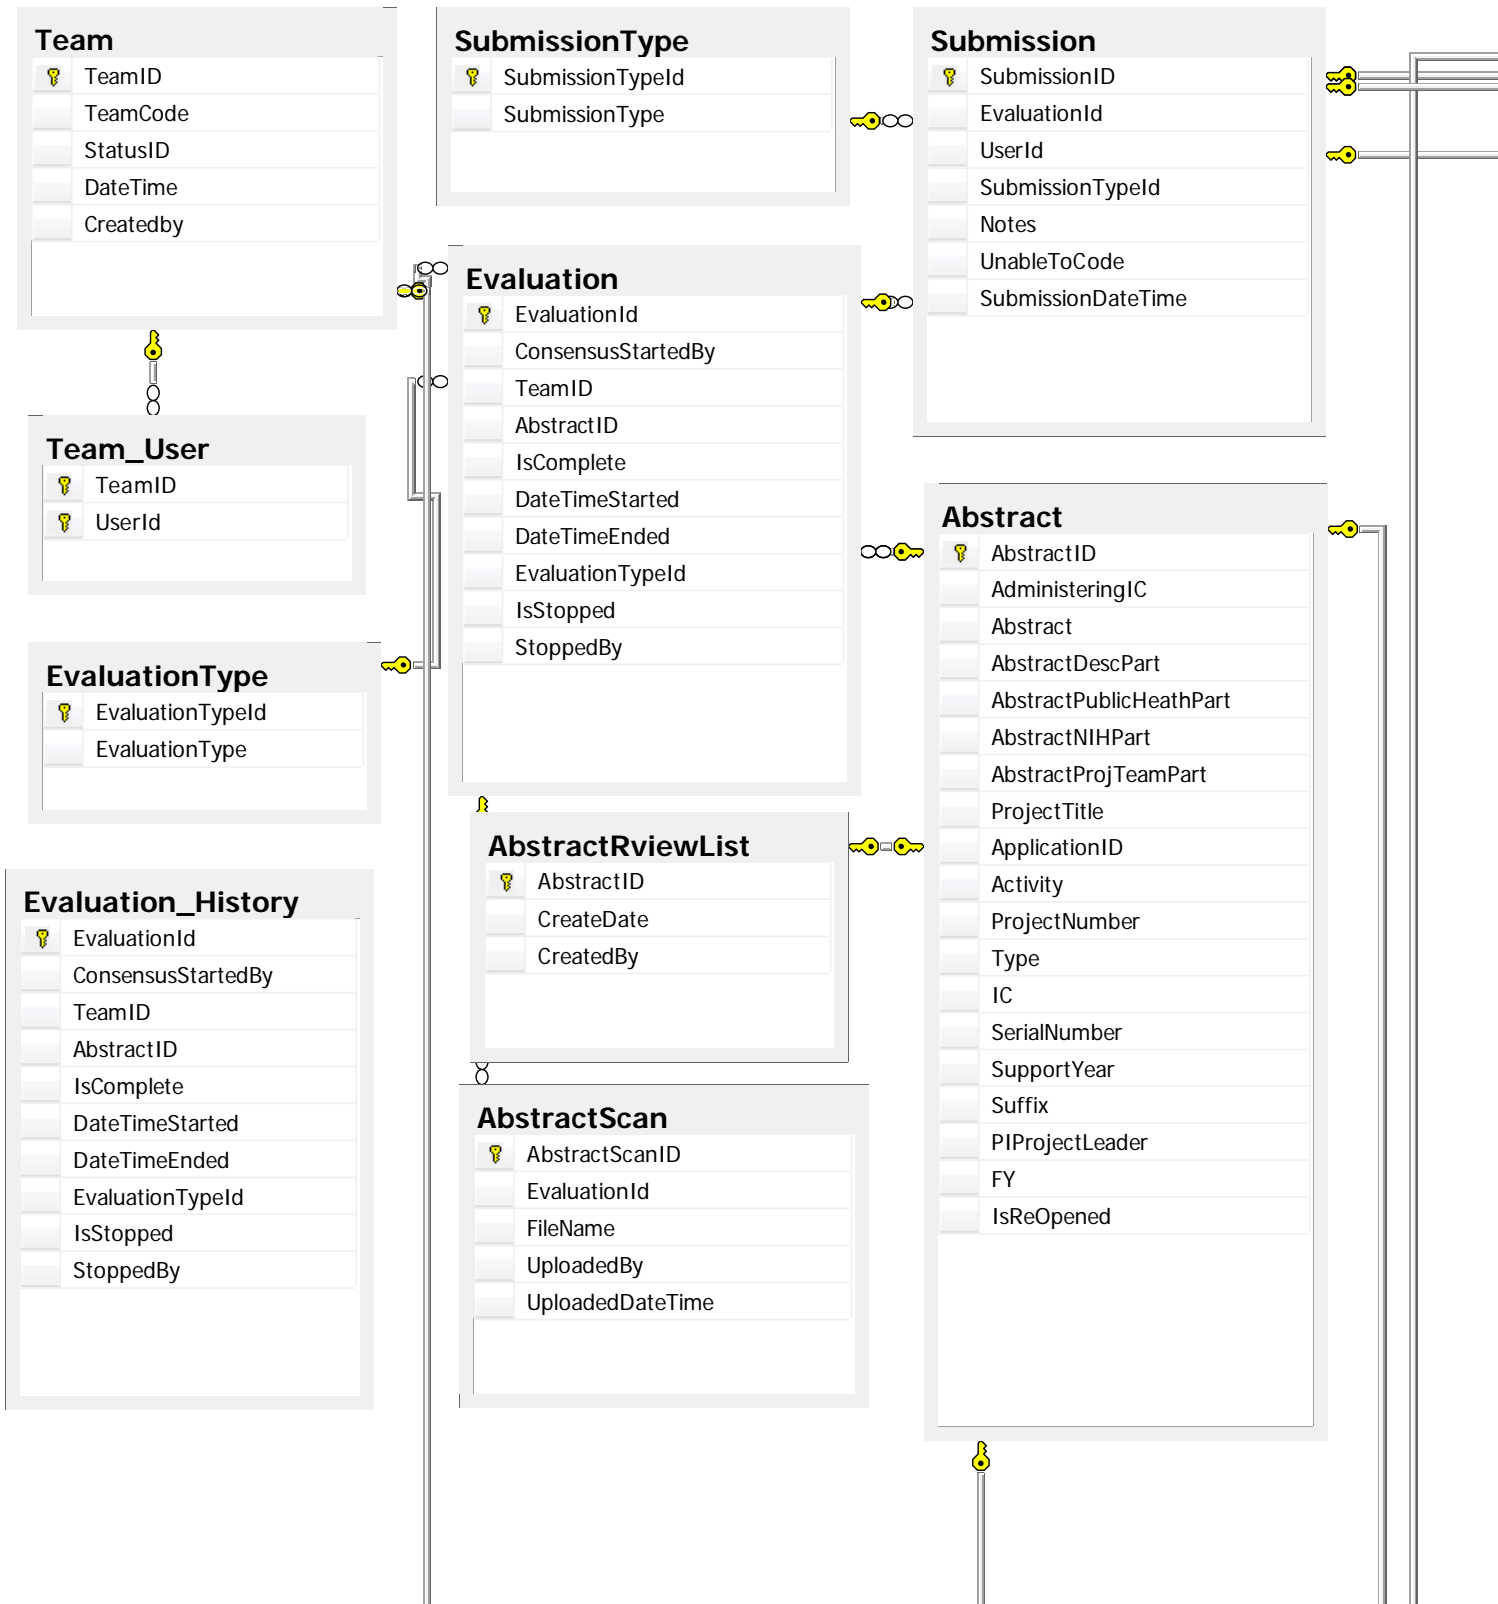 Team
TeamID
TeamCode
StatusID
DateTime
Createdby
SubmissionType
SubmissionTypeId
SubmissionType
Submission
SubmissionID
EvaluationId
UserId
SubmissionTypeId
Notes
UnableToCode
SubmissionDateTime
Evaluation
EvaluationId
ConsensusStartedBy
TeamID
AbstractID
IsComplete
DateTimeStarted
DateTimeEnded
EvaluationTypeId
IsStopped
StoppedBy
Team_User
TeamID
UserId
Abstract
AbstractID
AdministeringIC
Abstract
AbstractDescPart
AbstractPublicHeathPart
AbstractNIHPart
AbstractProjTeamPart
ProjectTitle
ApplicationID
Activity
ProjectNumber
Type
IC
SerialNumber
SupportYear
Suffix
PIProjectLeader
FY
IsReOpened
EvaluationType
EvaluationTypeId
EvaluationType
AbstractRviewList
AbstractID
CreateDate
CreatedBy
Evaluation_History
EvaluationId
ConsensusStartedBy
TeamID
AbstractID
IsComplete
DateTimeStarted
DateTimeEnded
EvaluationTypeId
IsStopped
StoppedBy
AbstractScan
AbstractScanID
EvaluationId
FileName
UploadedBy
UploadedDateTime